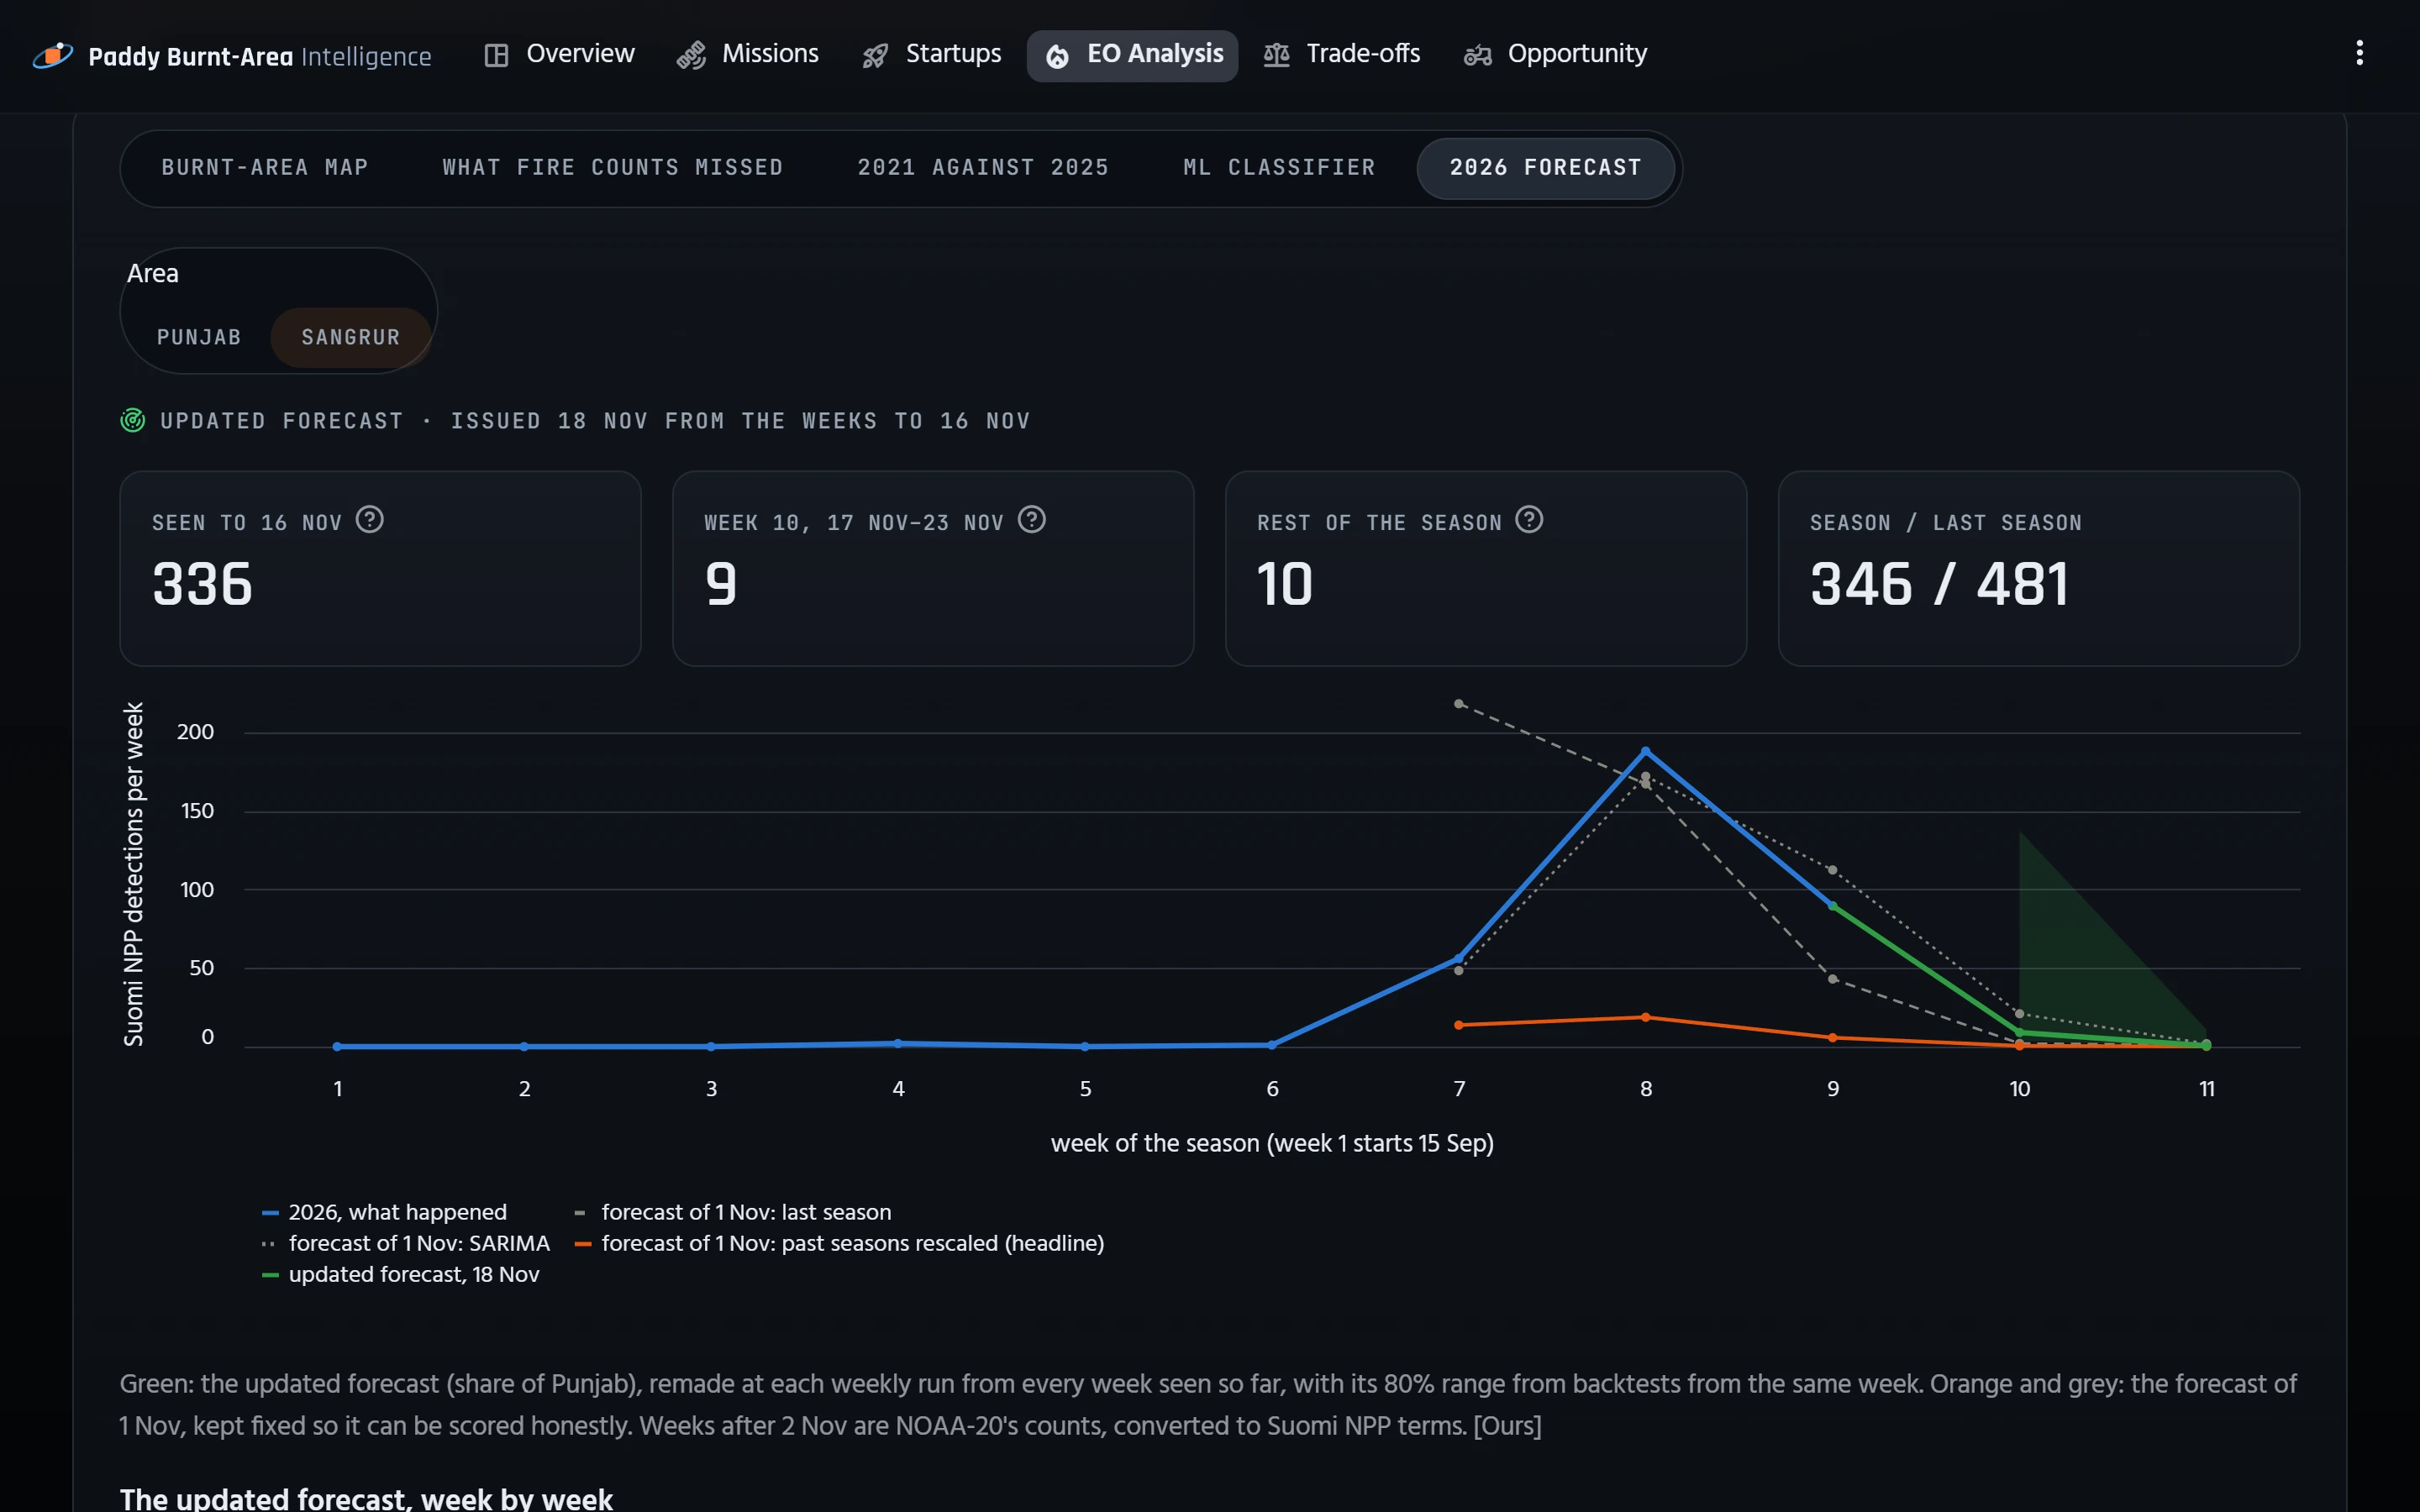 Paddy Burnt-Area Intelligence
Overview
Missions
Startups
EO Analysis
Trade-offs
Opportunity
BURNT-AREA MAP
WHAT FIRE COUNTS MISSED
2021 AGAINST 2025
ML CLASSIFIER
2026 FORECAST
Area
PUNJAB
SANGRUR
UPDATED FORECAST · ISSUED 18 NOV FROM THE WEEKS TO 16 NOV
SEEN TO 16 NOV
336
WEEK 10, 17 NOV–23 NOV
9
REST OF THE SEASON
10
SEASON / LAST SEASON
346 / 481
Suomi NPP detections per week
200
150
100
50
0
1
2
3
4
5
6
7
8
9
10
11
week of the season (week 1 starts 15 Sep)
2026, what happened
forecast of 1 Nov: last season
forecast of 1 Nov: SARIMA
forecast of 1 Nov: past seasons rescaled (headline)
updated forecast, 18 Nov
Green: the updated forecast (share of Punjab), remade at each weekly run from every week seen so far, with its 80% range from backtests from the same week. Orange and grey: the forecast of
1 Nov, kept fixed so it can be scored honestly. Weeks after 2 Nov are NOAA-20's counts, converted to Suomi NPP terms. [Ours]
The updated forecast, week by week